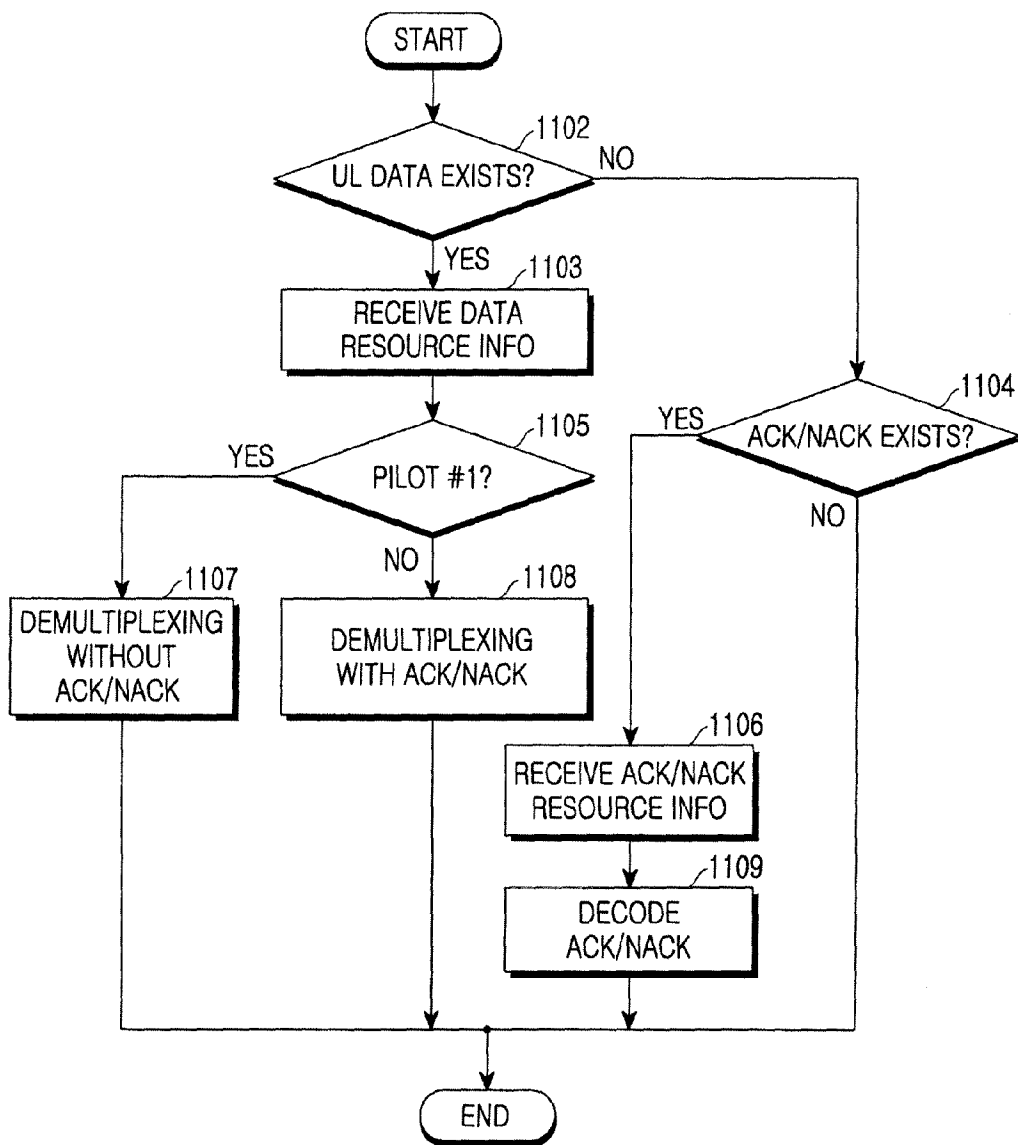 START
1102
UL DATA EXISTS?
NO
YES
1103
RECEIVE DATA
RESOURCE INFO
1104
YES
ACK/NACK EXISTS?
NO
1105
YES
PILOT #1?
NO
1107
DEMULTIPLEXING
WITHOUT
ACK/NACK
1108
DEMULTIPLEXING
WITH ACK/NACK
1106
RECEIVE ACK/NACK
RESOURCE INFO
1109
DECODE
ACK/NACK
END